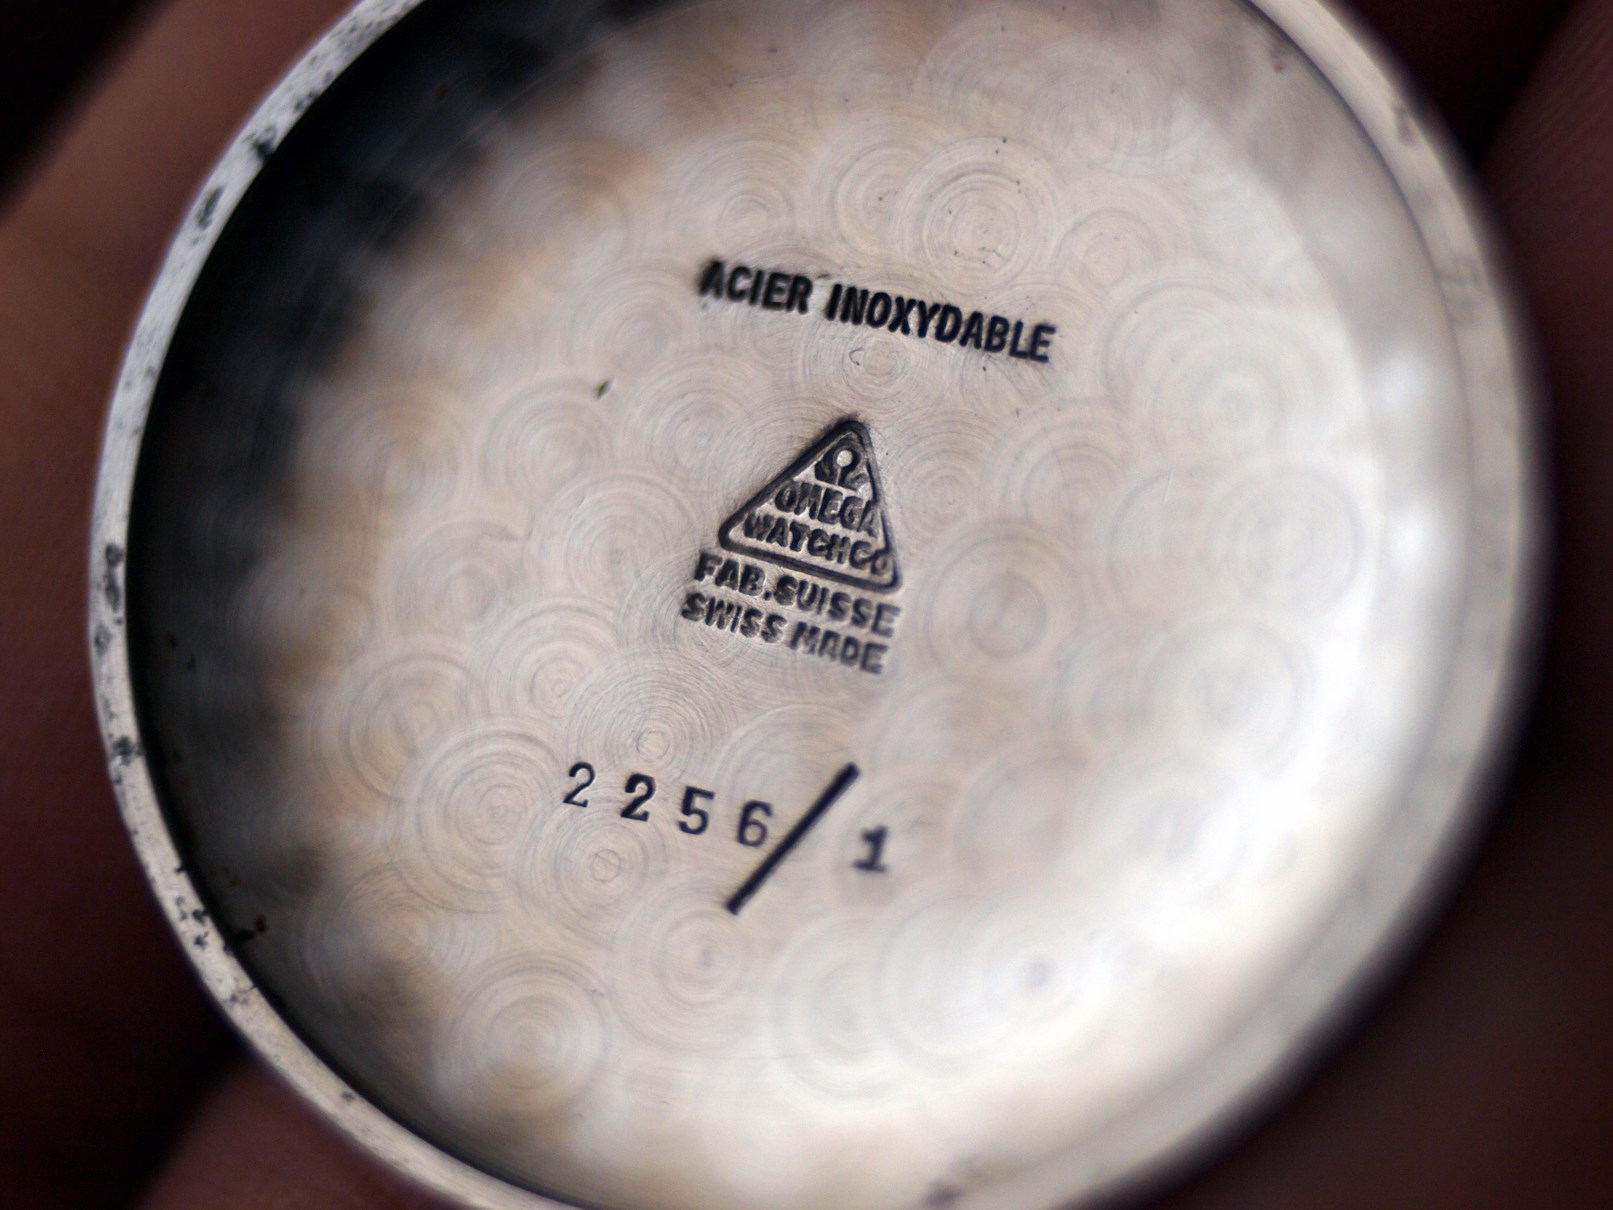 ACIER INOXYDABLE
Ω
OMEGA
WATCH CO
FAB. SUISSE
SWISS MADE
2256/1